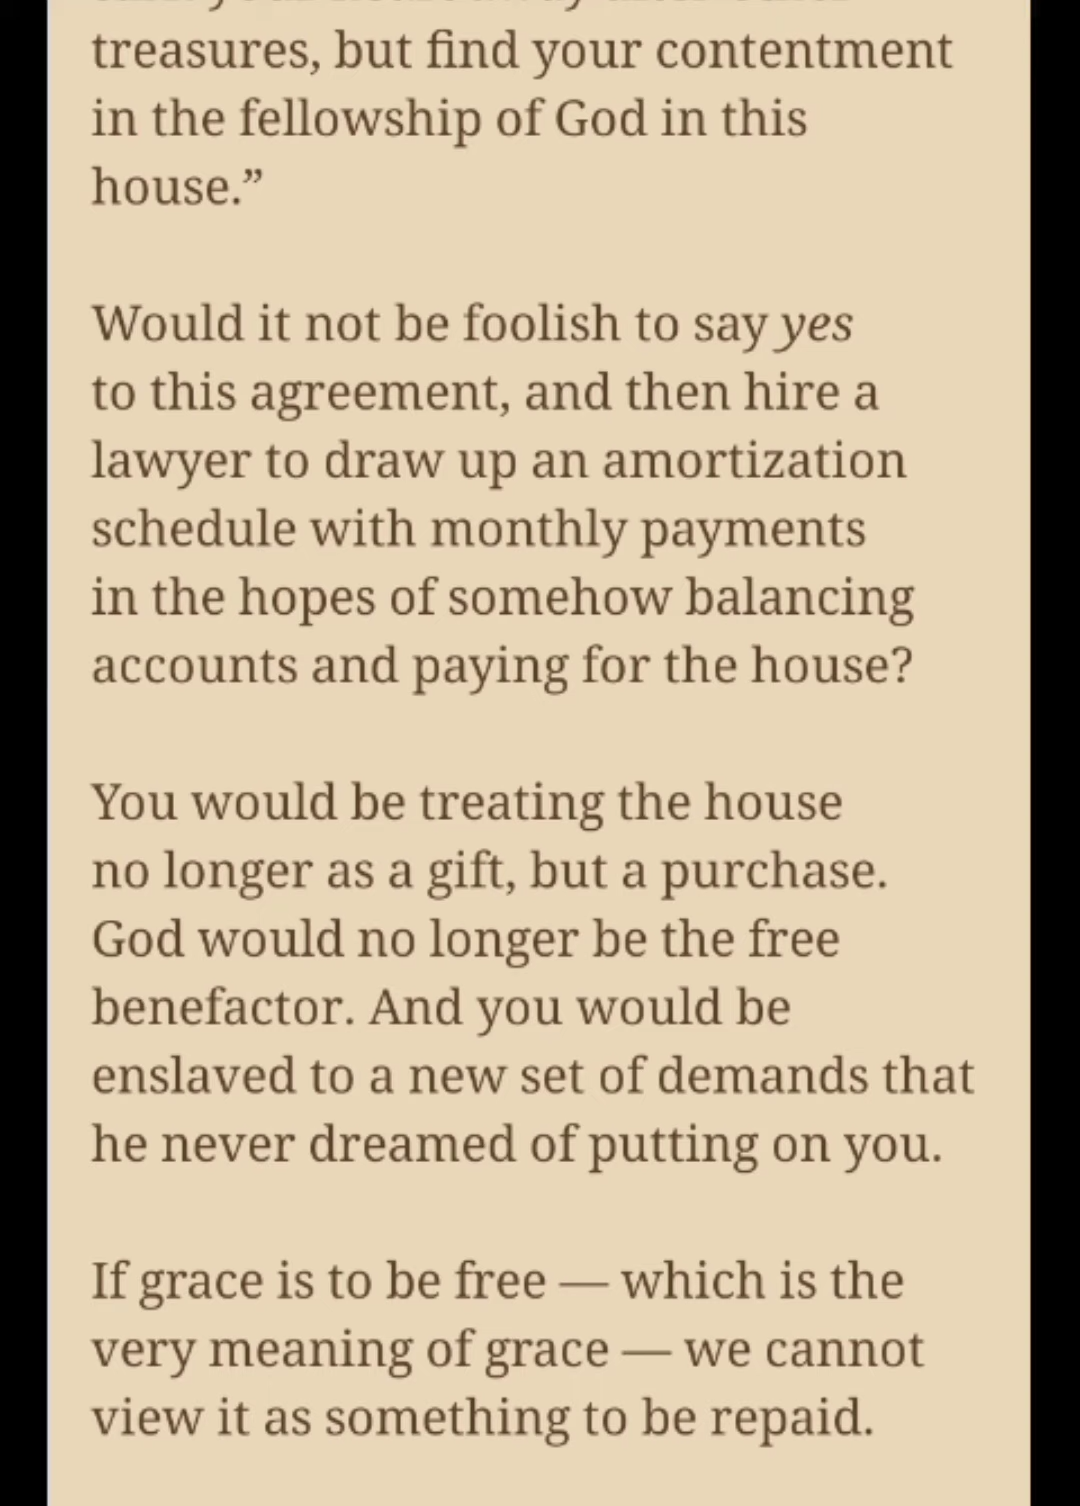 treasures, but find your contentment
in the fellowship of God in this
house.”
Would it not be foolish to say yes
to this agreement, and then hire a
lawyer to draw up an amortization
schedule with monthly payments
in the hopes of somehow balancing
accounts and paying for the house?
You would be treating the house
no longer as a gift, but a purchase.
God would no longer be the free
benefactor. And you would be
enslaved to a new set of demands that
he never dreamed of putting on you.
If grace is to be free — which is the
very meaning of grace — we cannot
view it as something to be repaid.